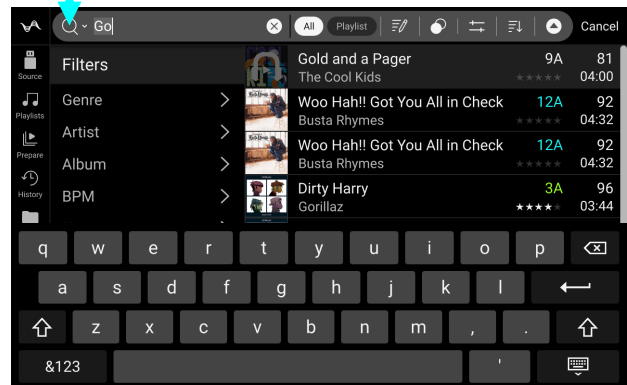 Go All Playlist Cancel
Source
Playlists
Prepare
History
Filters
Genre
Artist
Album
BPM
Gold and a Pager 9A 81
The Cool Kids ★★★★★ 04:00
Woo Hah!! Got You All in Check 12A 92
Busta Rhymes ★★★★★ 04:32
Woo Hah!! Got You All in Check 12A 92
Busta Rhymes ★★★★★ 04:32
Dirty Harry 3A 96
Gorillaz ★★★★★ 03:44
q w e r t y u i o p
a s d f g h j k l
z x c v b n m , .
&123 '